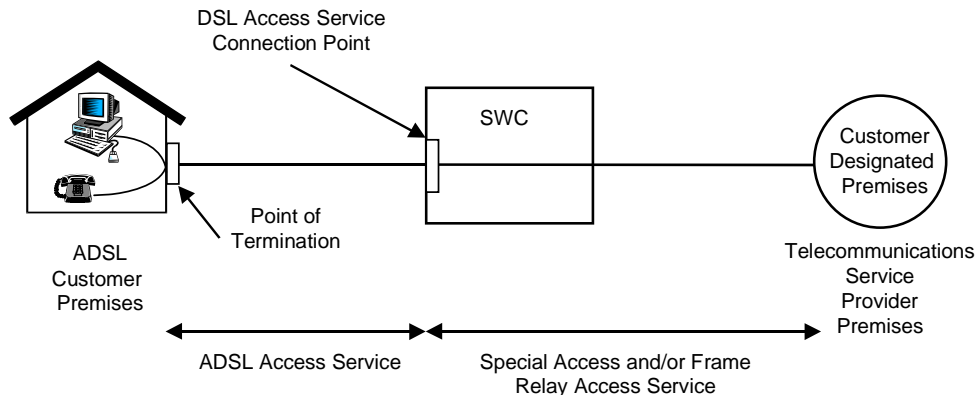 DSL Access Service
Connection Point
SWC
Customer
Designated
Premises
Point of
Termination
ADSL
Customer
Premises
Telecommunications
Service
Provider
Premises
ADSL Access Service
Special Access and/or Frame
Relay Access Service